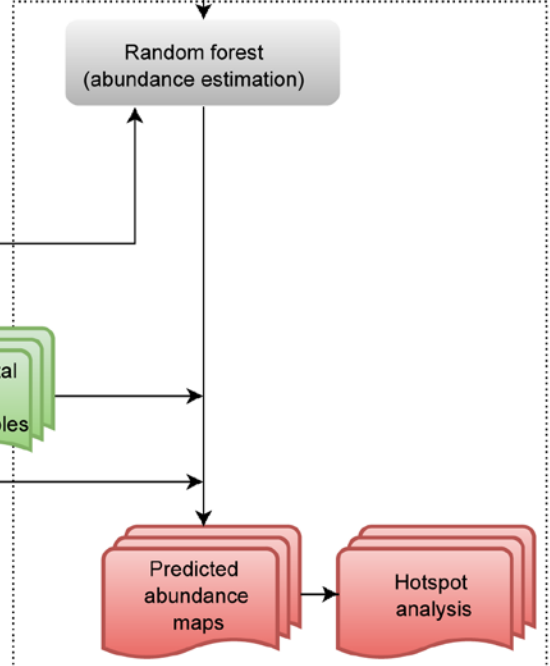 Random forest
(abundance estimation)
Predicted
abundance
maps
Hotspot
analysis